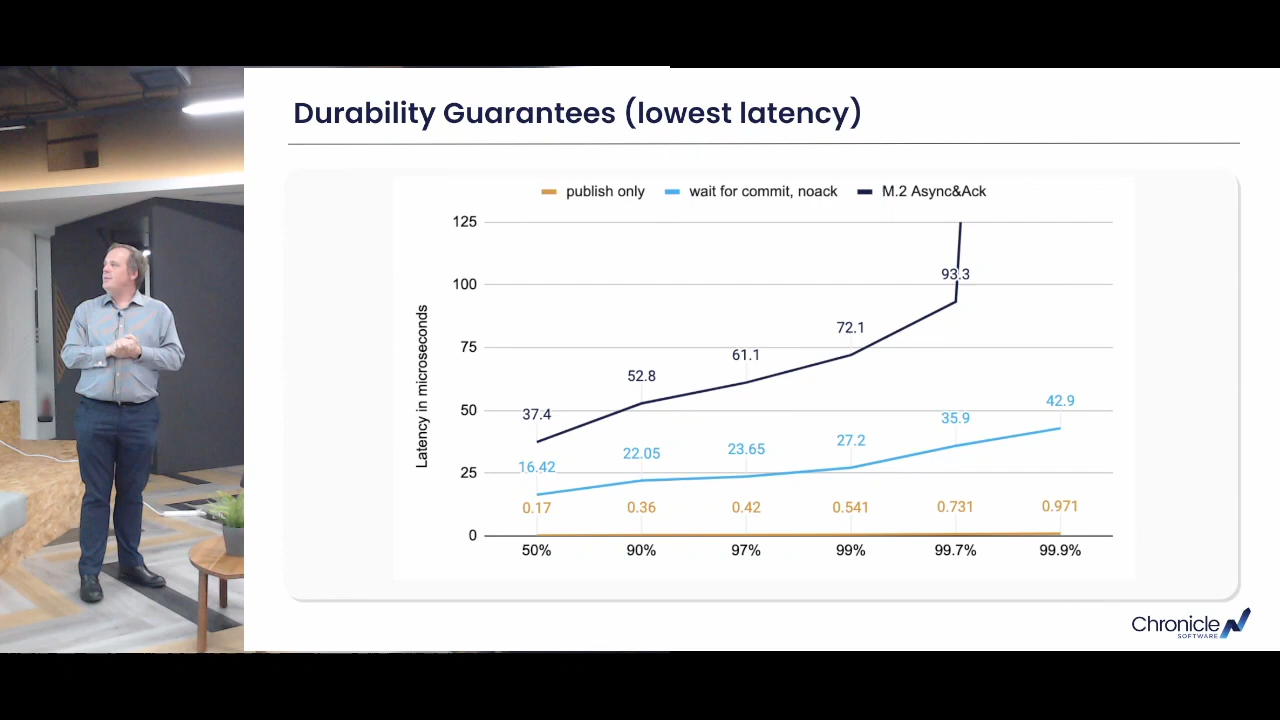 Durability Guarantees (lowest latency)
publish only wait for commit, noack M.2 Async&Ack
Latency in microseconds
125
100
75
50
25
0
37.4 52.8 61.1 72.1 93.3
16.42 22.05 23.65 27.2 35.9 42.9
0.17 0.36 0.42 0.541 0.731 0.971
50% 90% 97% 99% 99.7% 99.9%
Chronicle
SOFTWARE